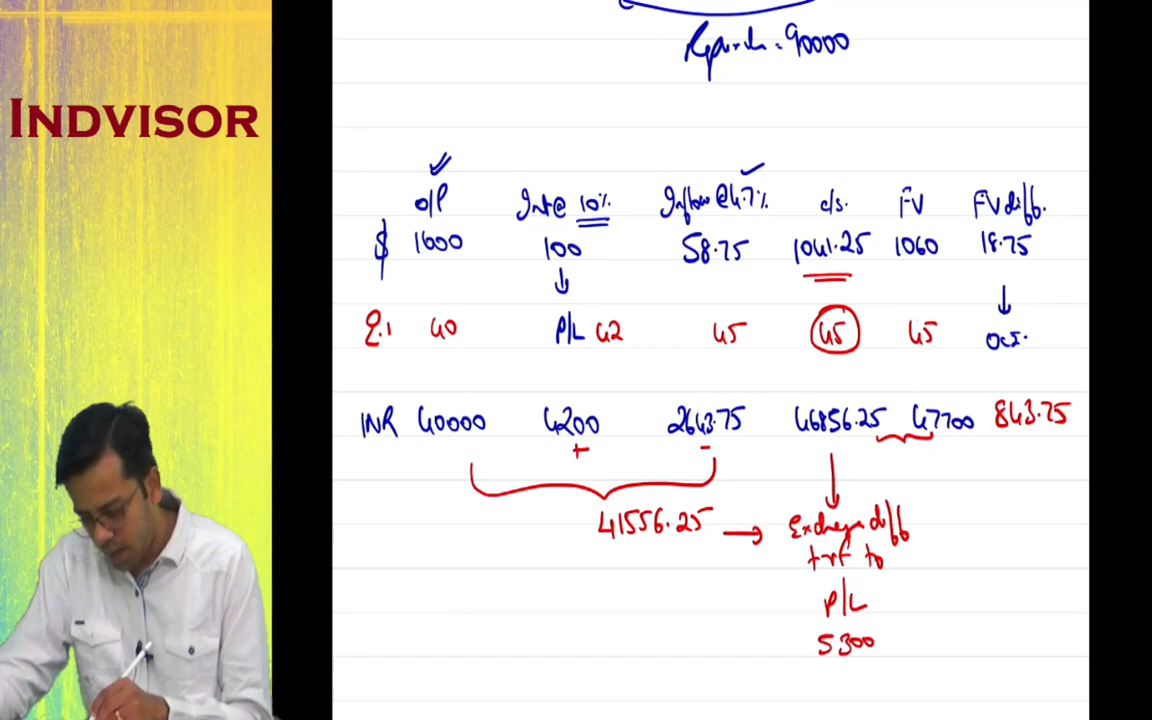 INDVISOR
= 90000
O/P Int@ 10% Inflow@4.7% c/s. FV FV diff.
$ 1000 100 58.75 1041.25 1060 18.75
E.r 40 P/L 42 45 45 45 OCI.
INR 40000 4200 2643.75 46856.25 47700 843.75
+ -
41556.25 → Exchange diff
trf to
P/L
5300